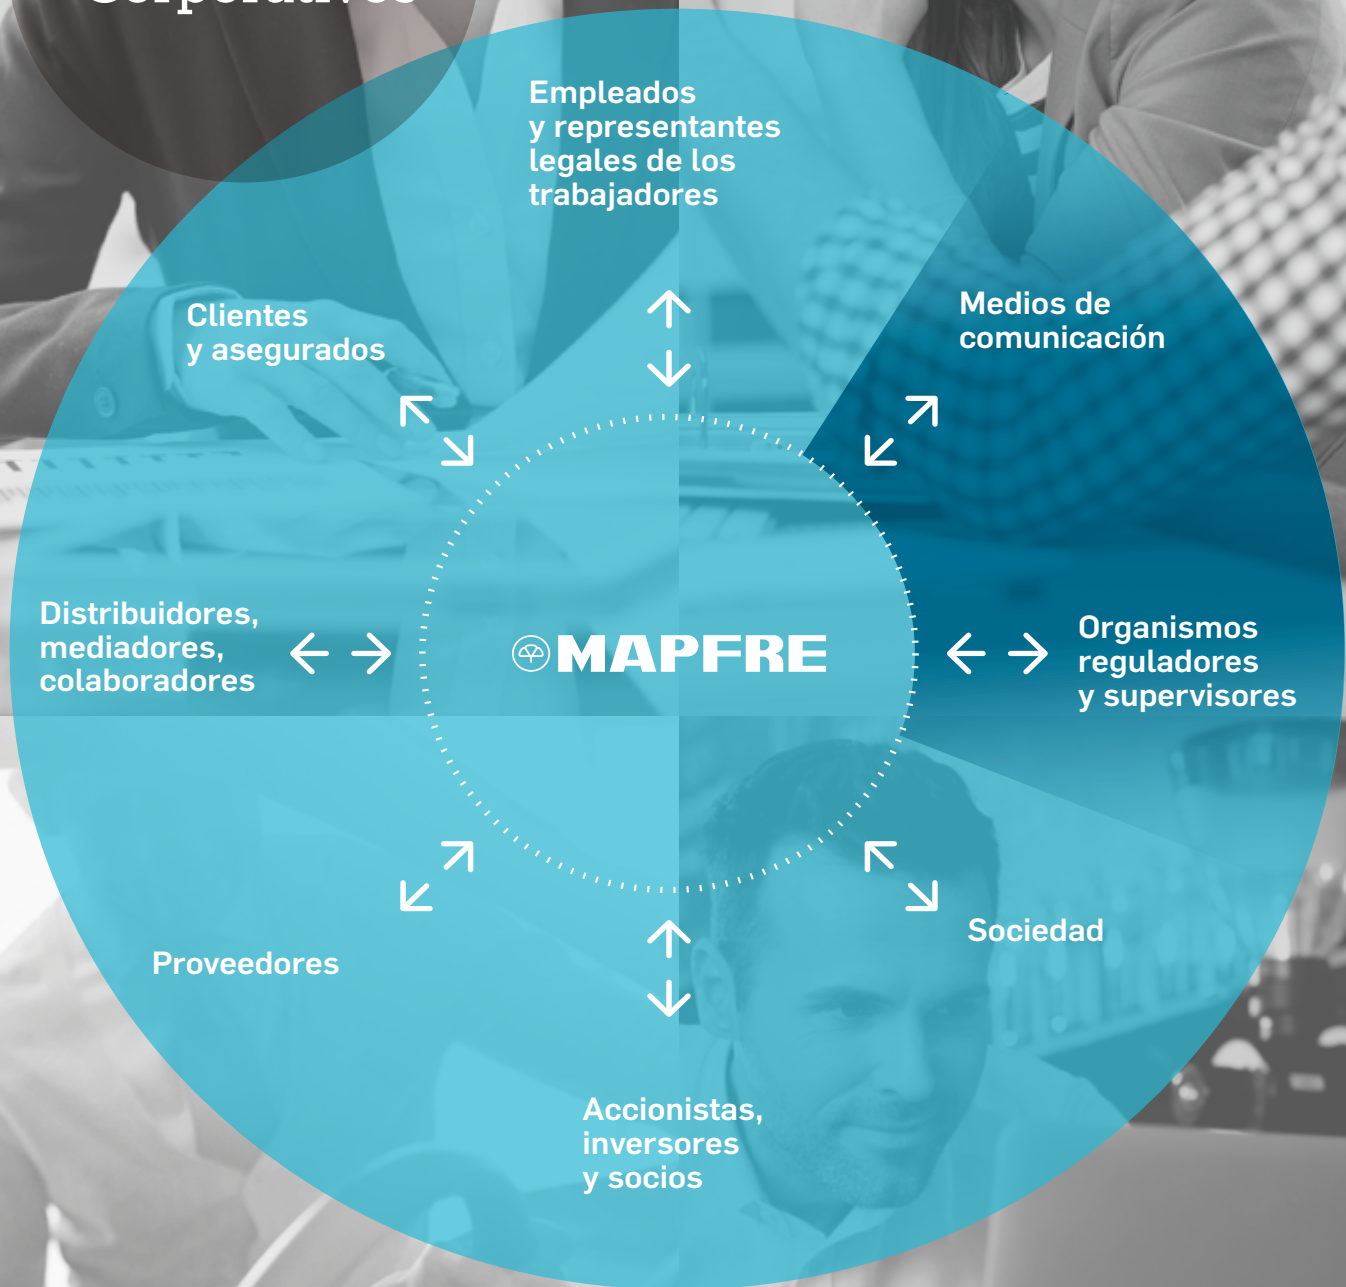 Empleados
y representantes
legales de los
trabajadores
Clientes
y asegurados
Medios de
comunicación
Distribuidores,
mediadores,
colaboradores
MAPFRE
Organismos
reguladores
y supervisores
Proveedores
Sociedad
Accionistas,
inversores
y socios